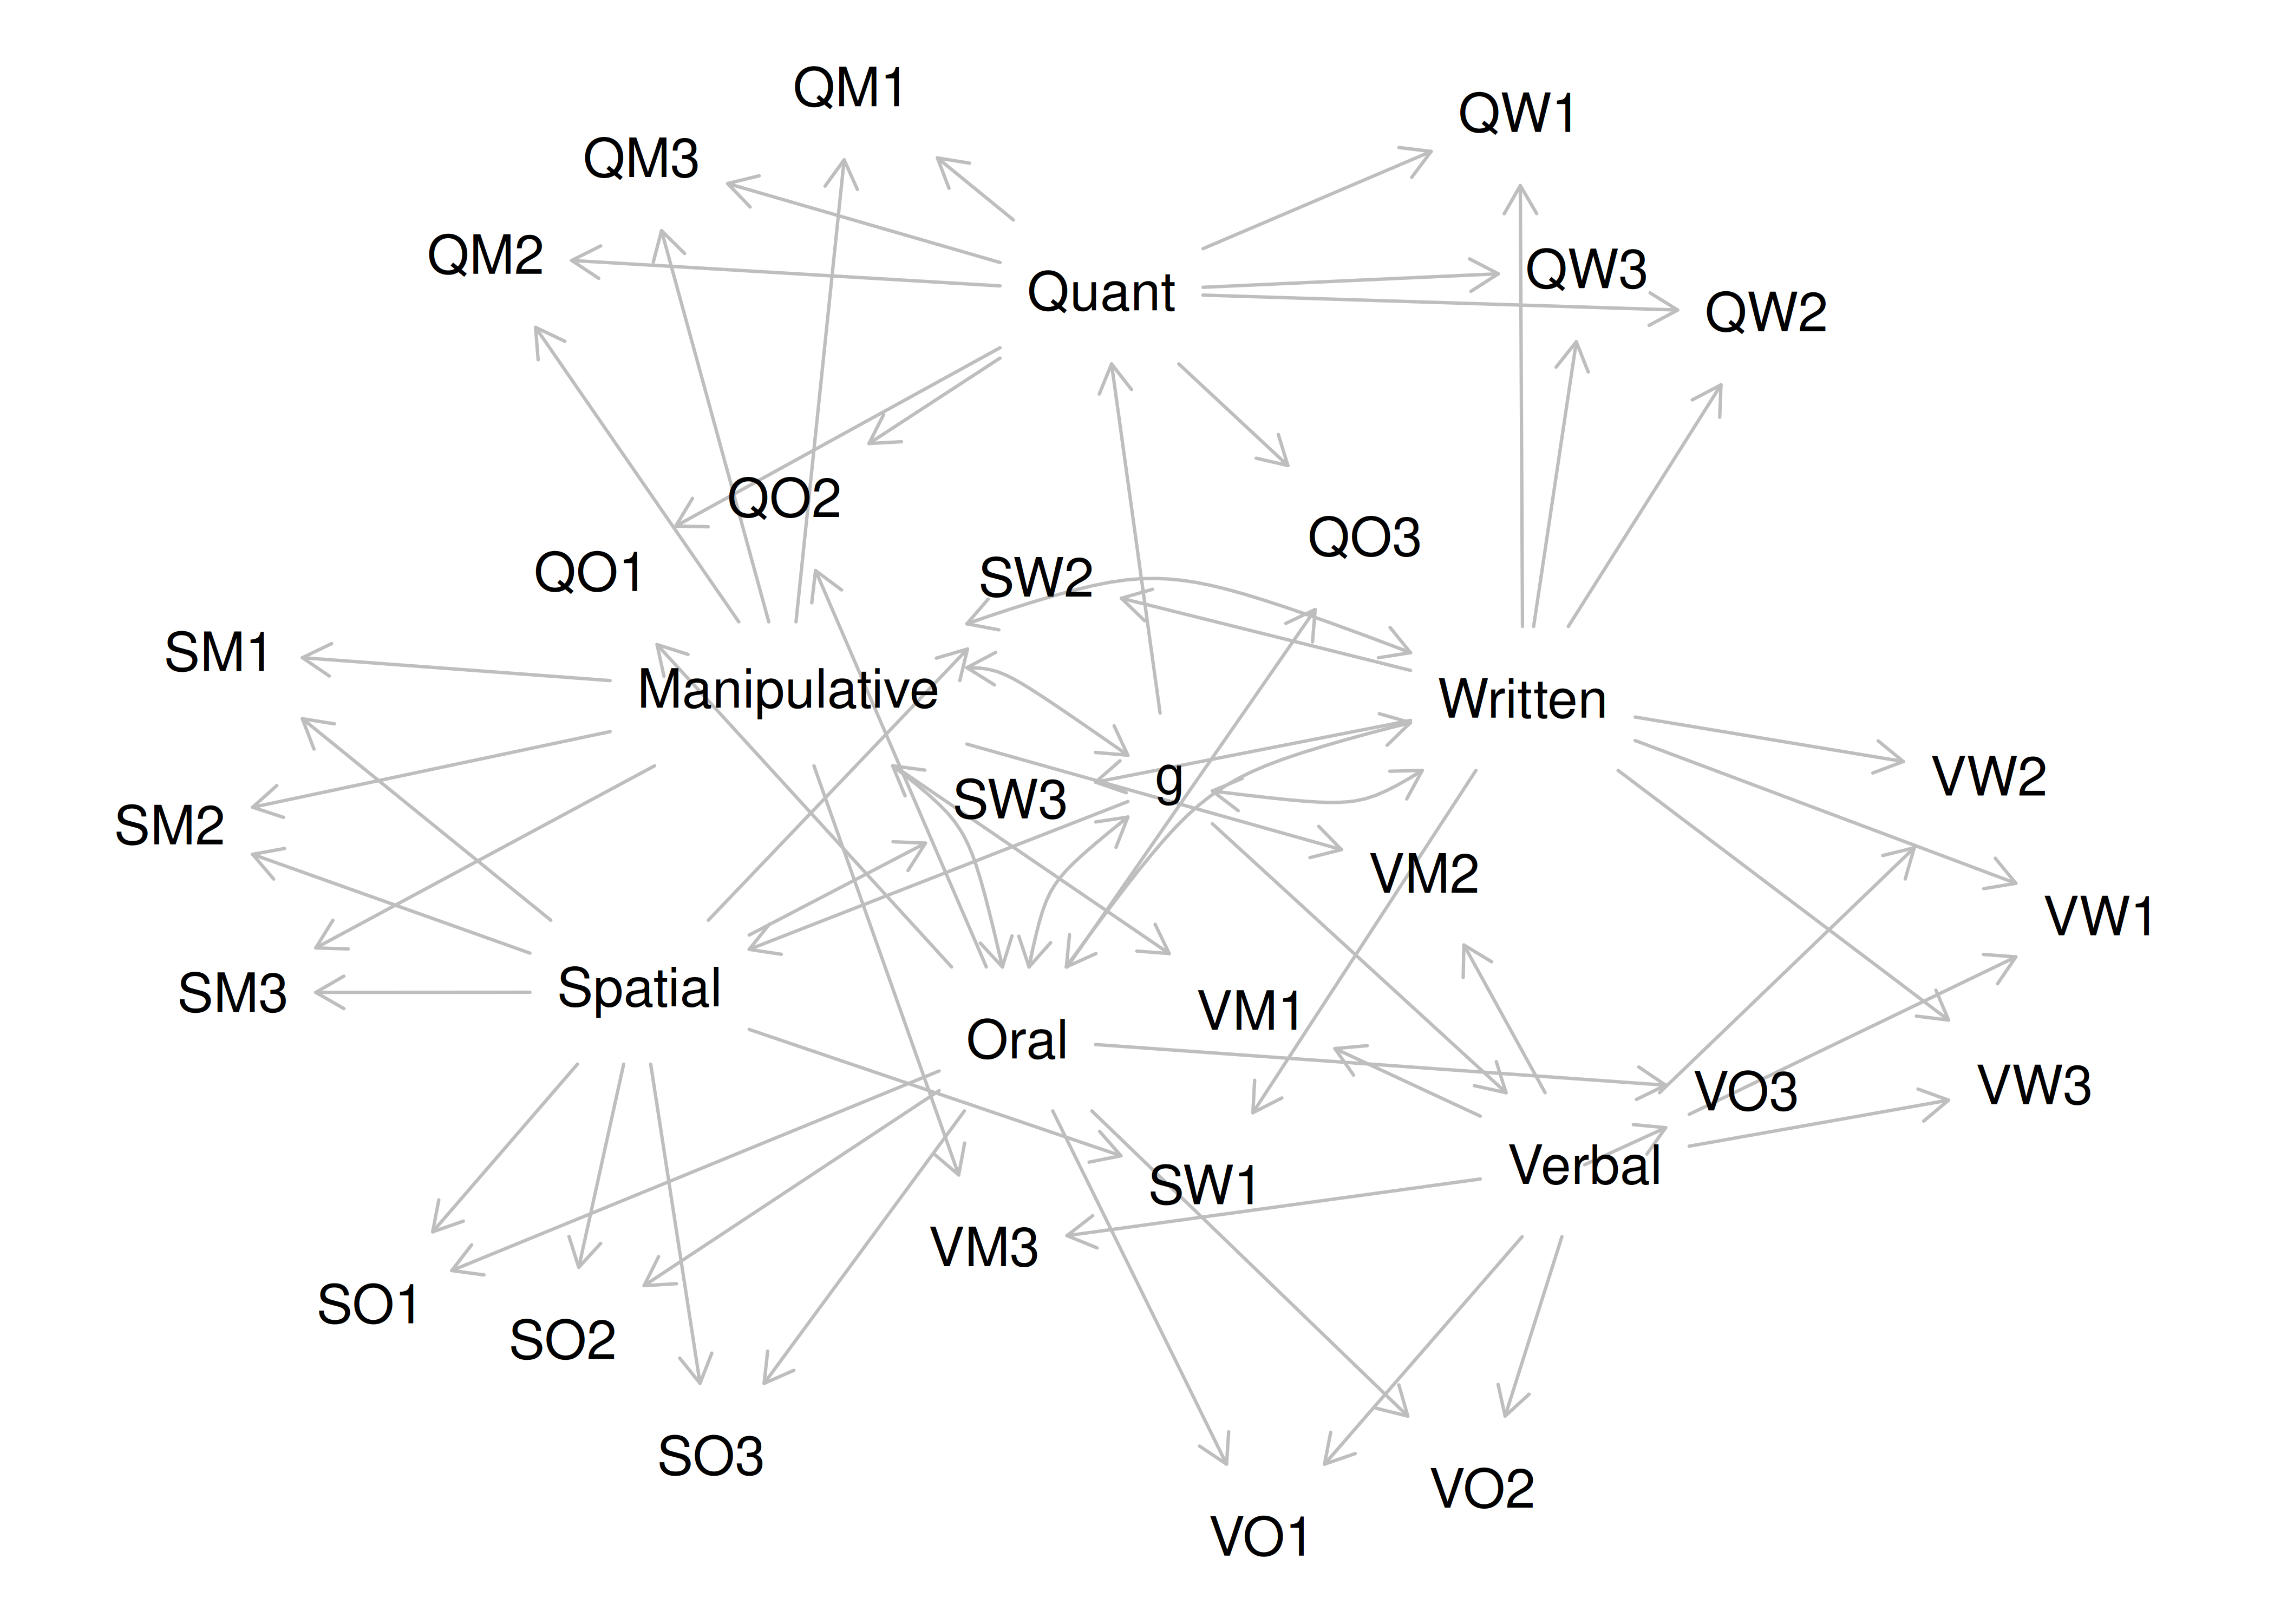 QM1
QW1
QM3
QM2
QW3
Quant
QW2
QO2
QO3
QO1
SW2
SM1
Manipulative
Written
g
VW2
SW3
SM2
VM2
VW1
Spatial
SM3
VM1
Oral
VW3
VO3
Verbal
SW1
VM3
SO1
SO2
SO3
VO2
VO1